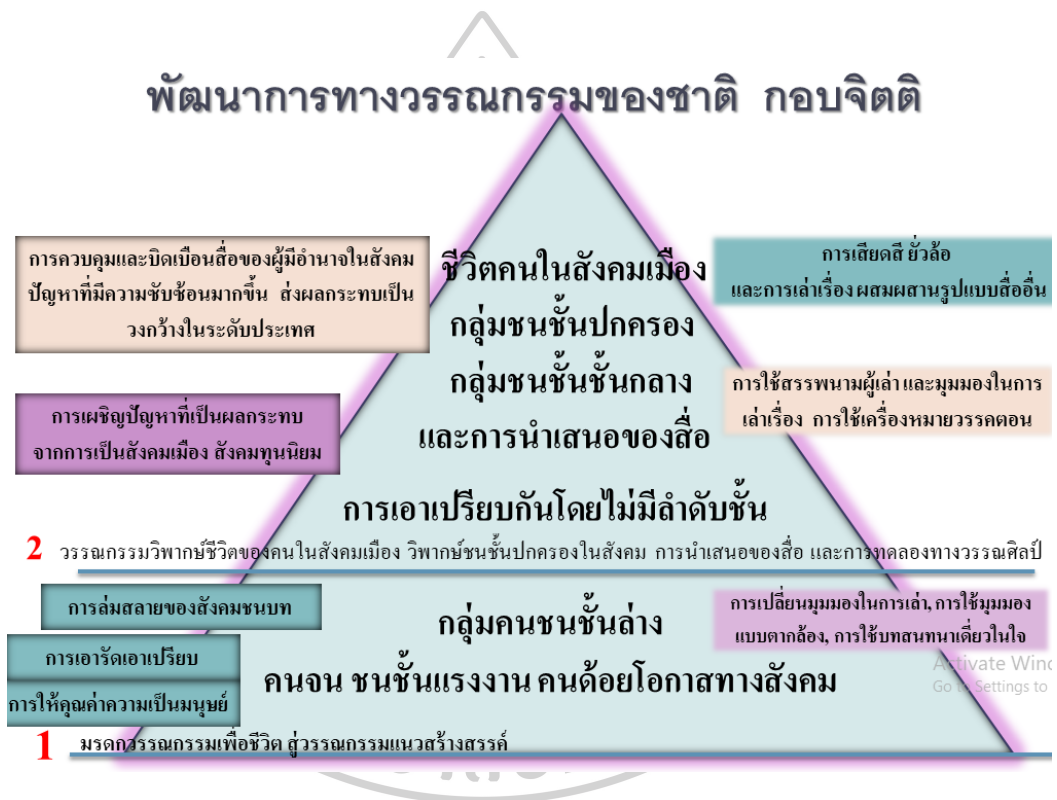 พัฒนาการทางวรรณกรรมของชาติ กอบจิตติ
การควบคุมและบิดเบือนสื่อของผู้มีอำนาจในสังคม
ปัญหาที่มีความซับซ้อนมากขึ้น ส่งผลกระทบเป็น
วงกว้างในระดับประเทศ
ชีวิตคนในสังคมเมือง
กลุ่มชนชั้นปกครอง
กลุ่มชนชั้นชั้นกลาง
และการนำเสนอของสื่อ
การเสียดสี ยั่วล้อ
และการเล่าเรื่อง ผสมผสานรูปแบบสื่ออื่น
การเผชิญปัญหาที่เป็นผลกระทบ
จากการเป็นสังคมเมือง สังคมทุนนิยม
การใช้สรรพนามผู้เล่า และมุมมองในการ
เล่าเรื่อง การใช้เครื่องหมายวรรคตอน
การเอาเปรียบกันโดยไม่มีลำดับชั้น
2 วรรณกรรมวิพากษ์ชีวิตของคนในสังคมเมือง วิพากษ์ชนชั้นปกครองในสังคม การนำเสนอของสื่อ และการทดลองทางวรรณศิลป์
การล่มสลายของสังคมชนบท
การเอารัดเอาเปรียบ
การให้คุณค่าความเป็นมนุษย์
กลุ่มคนชนชั้นล่าง
คนจน ชนชั้นแรงงาน คนด้อยโอกาสทางสังคม
การเปลี่ยนมุมมองในการเล่า, การใช้มุมมอง
แบบตากล้อง, การใช้บทสนทนาเดี่ยวในใจ
Activate Wind
Go to Settings to
1 มรดกวรรณกรรมเพื่อชีวิต สู่วรรณกรรมแนวสร้างสรรค์